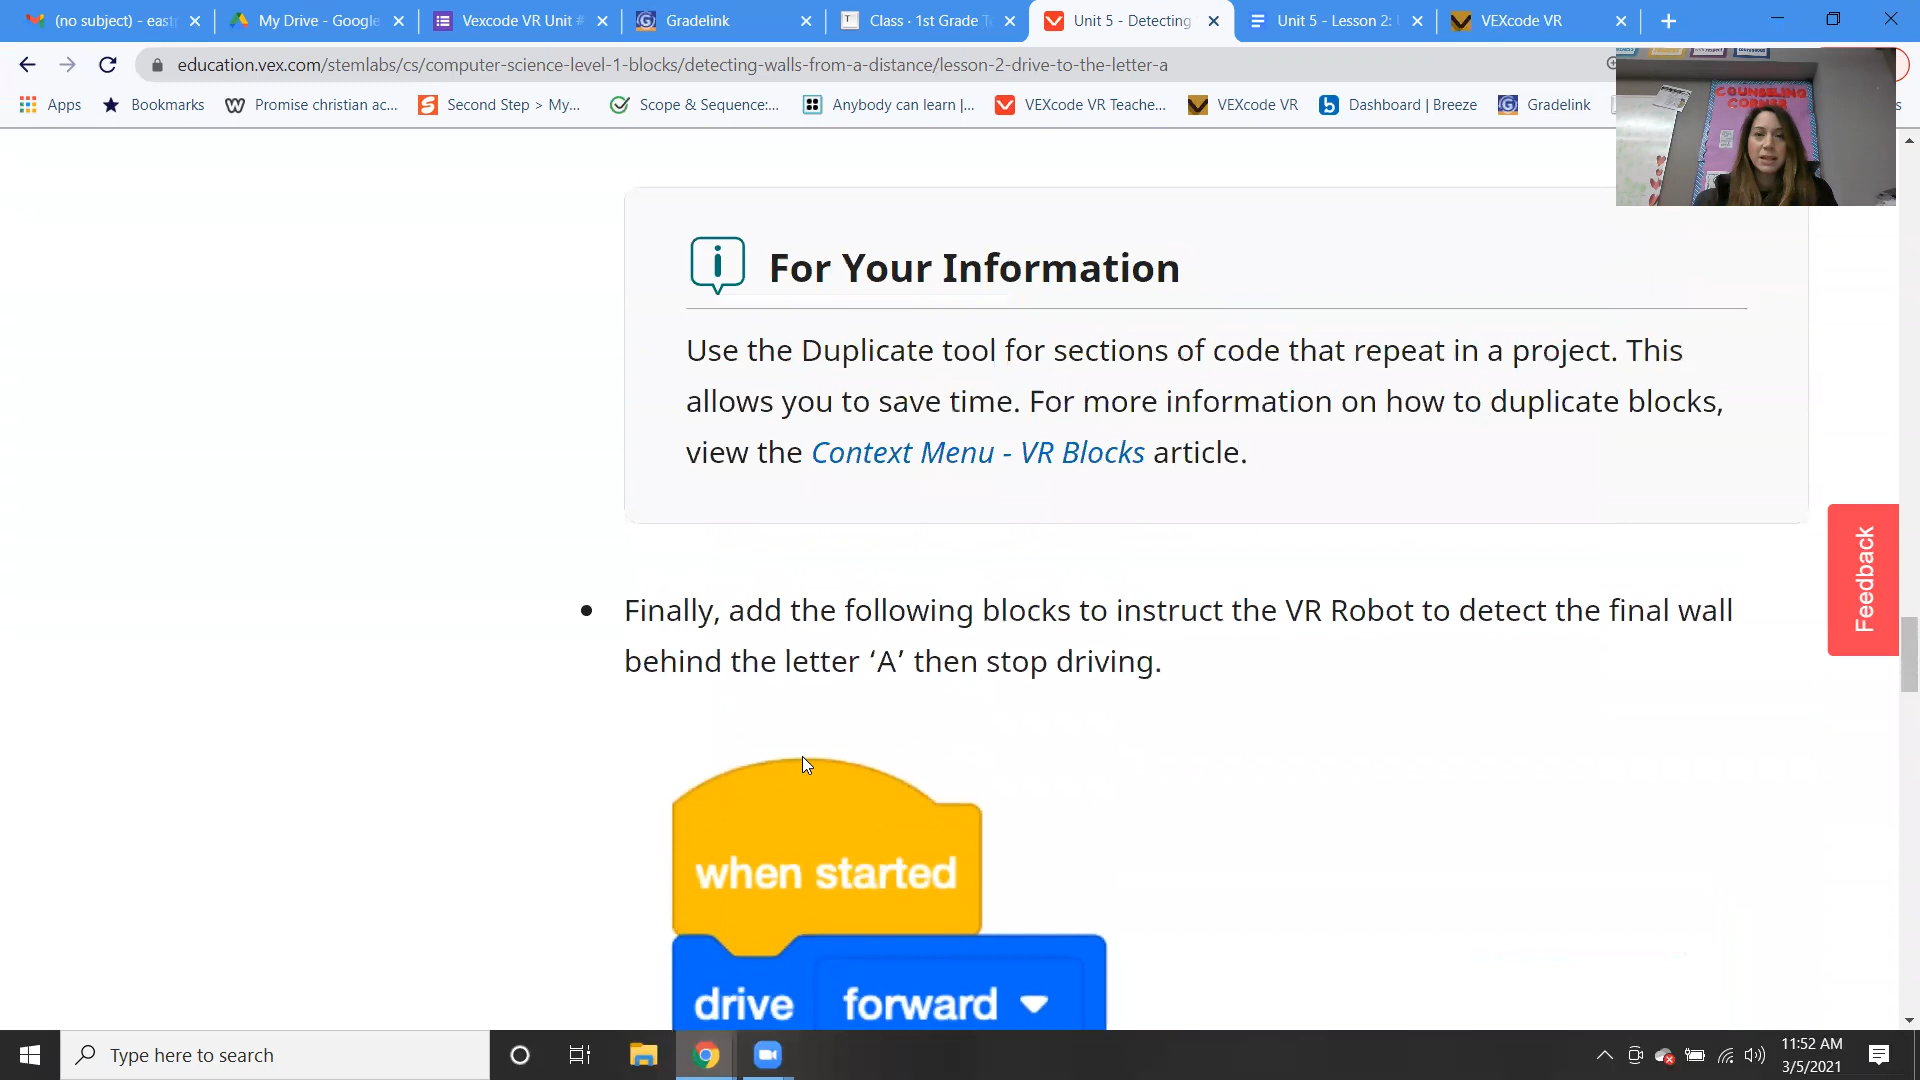 (no subject) - east
My Drive - Google
Vexcode VR Unit #
Gradelink
Class · 1st Grade T
Unit 5 - Detecting
Unit 5 - Lesson 2:
VEXcode VR
education.vex.com/stemlabs/cs/computer-science-level-1-blocks/detecting-walls-from-a-distance/lesson-2-drive-to-the-letter-a
Apps
Bookmarks
Promise christian ac...
Second Step > My...
Scope & Sequence:...
Anybody can learn |...
VEXcode VR Teache...
VEXcode VR
Dashboard | Breeze
Gradelink
COUNSELING
CORNER
For Your Information
Use the Duplicate tool for sections of code that repeat in a project. This
allows you to save time. For more information on how to duplicate blocks,
view the Context Menu - VR Blocks article.
Feedback
• Finally, add the following blocks to instruct the VR Robot to detect the final wall
behind the letter ‘A’ then stop driving.
when started
drive forward
Type here to search
11:52 AM
3/5/2021